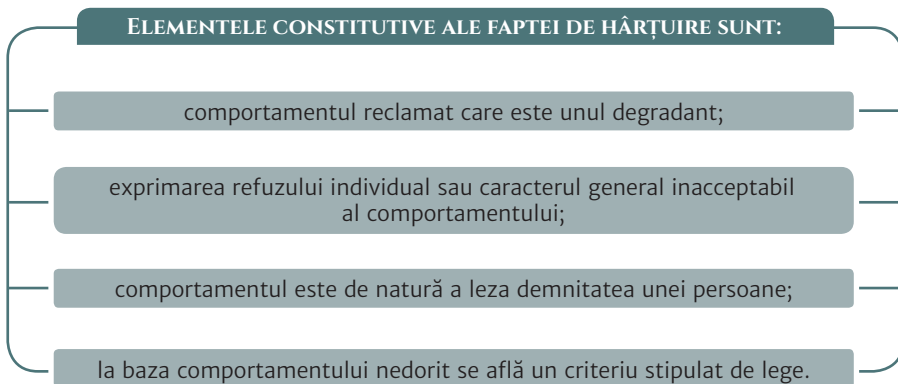 ELEMENTELE CONSTITUTIVE ALE FAPTEI DE HÂRȚUIRE SUNT:
comportamentul reclamat care este unul degradant;
exprimarea refuzului individual sau caracterul general inacceptabil
al comportamentului;
comportamentul este de natură a leza demnitatea unei persoane;
la baza comportamentului nedorit se află un criteriu stipulat de lege.